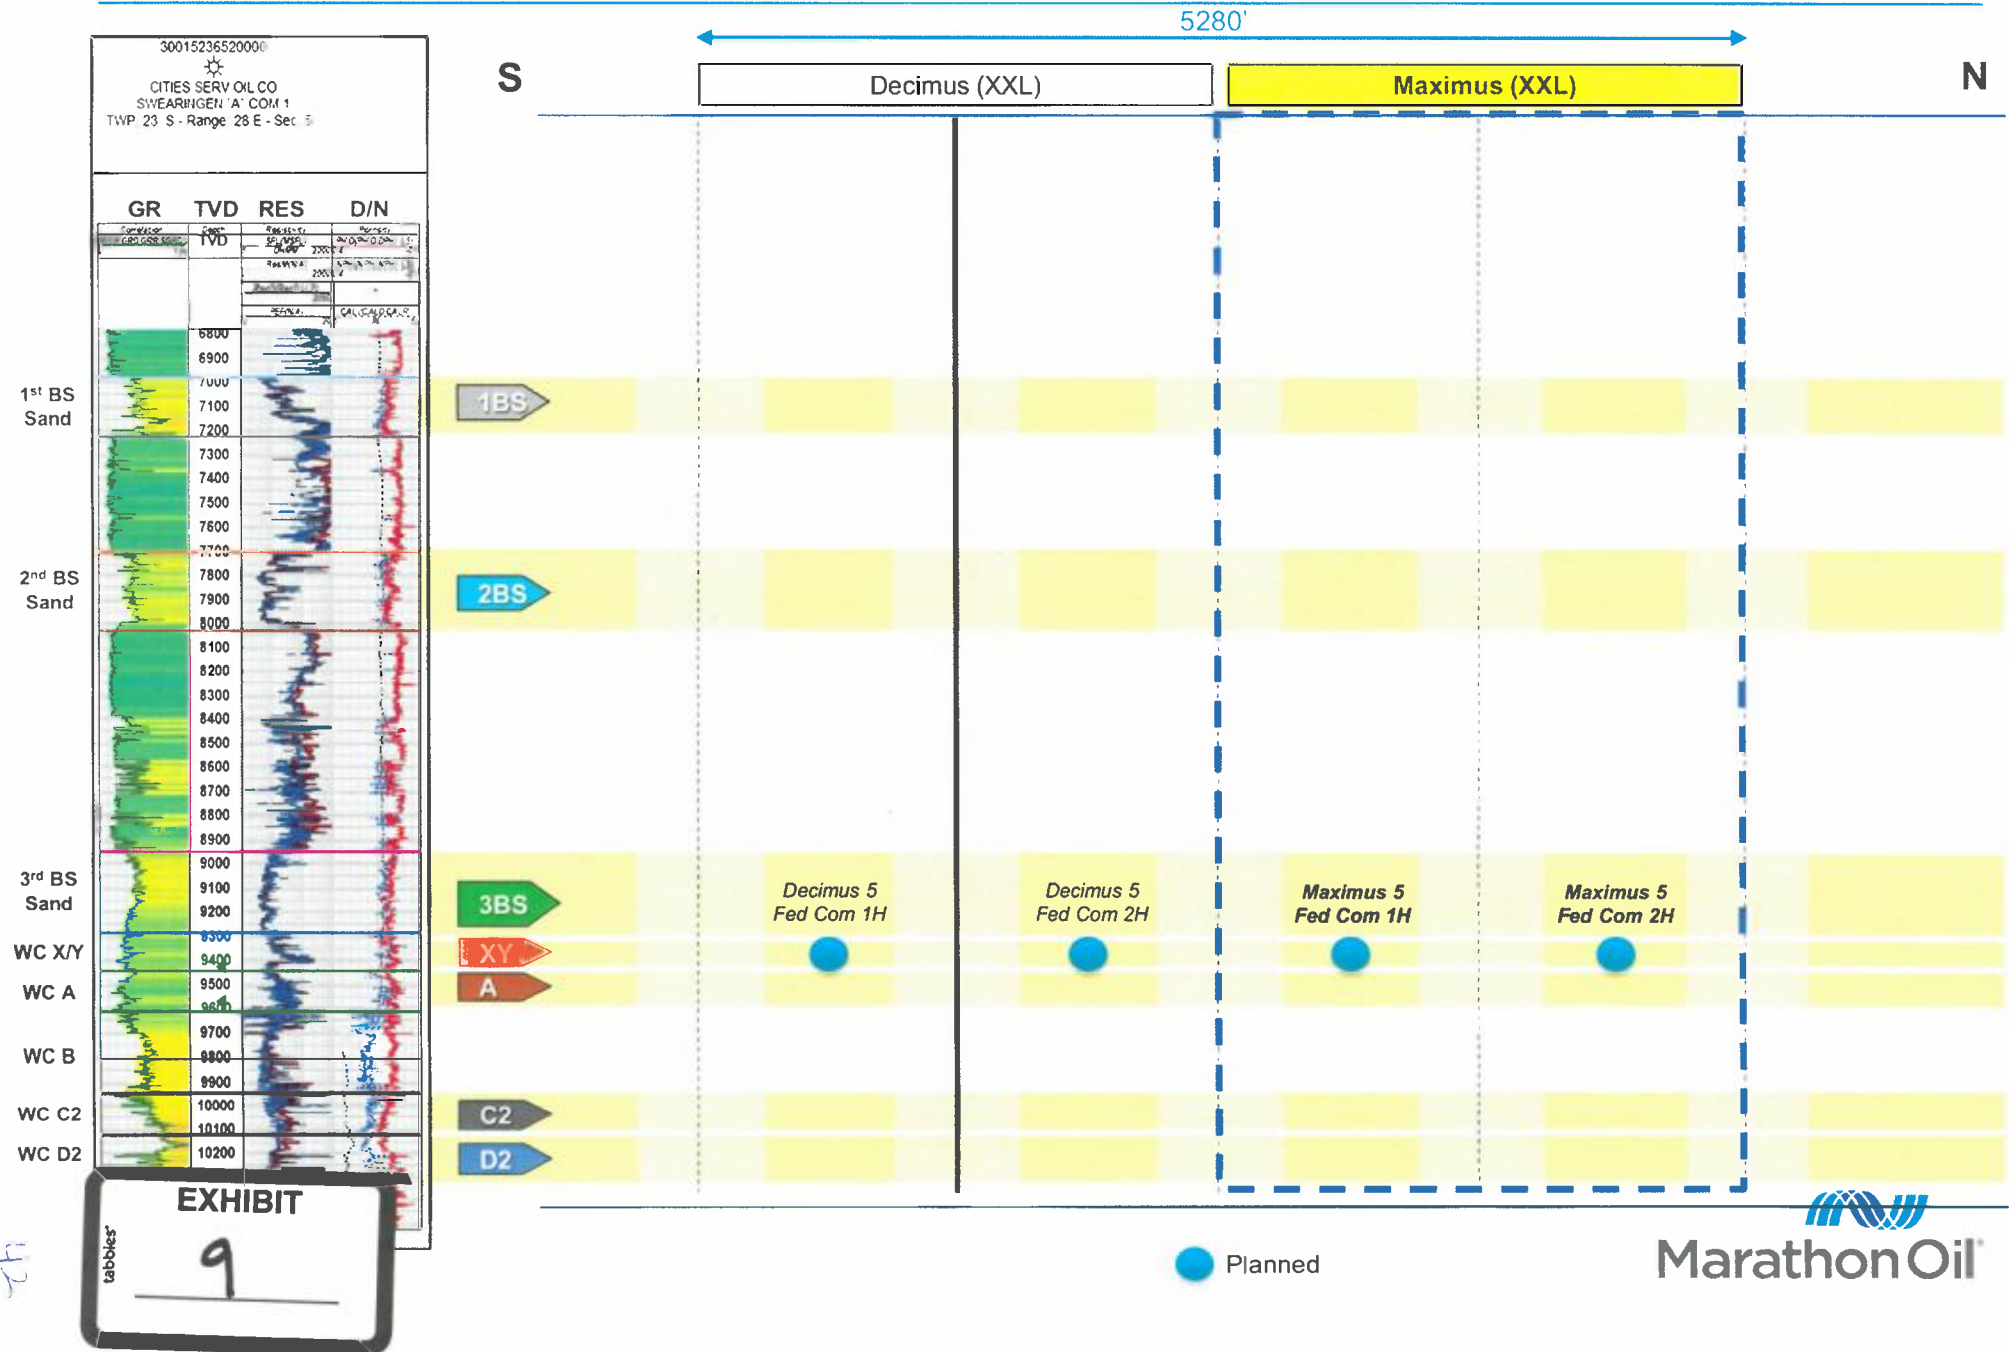 5280'
30015236520000
CITIES SERV OIL CO
SWEARINGEN 'A' COM 1
TWP 23 S - Range 28 E - Sec 5
S
Decimus (XXL)
Maximus (XXL)
N
GR TVD RES D/N
TVD
6800
6900
7000
7100
7200
7300
7400
7500
7600
7700
7800
7900
8000
8100
8200
8300
8400
8500
8600
8700
8800
8900
9000
9100
9200
9300
9400
9500
9600
9700
9800
9900
10000
10100
10200
1st BS
Sand
2nd BS
Sand
3rd BS
Sand
WC X/Y
WC A
WC B
WC C2
WC D2
1BS
2BS
3BS
XY
A
C2
D2
Decimus 5
Fed Com 1H
Decimus 5
Fed Com 2H
Maximus 5
Fed Com 1H
Maximus 5
Fed Com 2H
EXHIBIT
tabbies
9
Planned
Marathon Oil